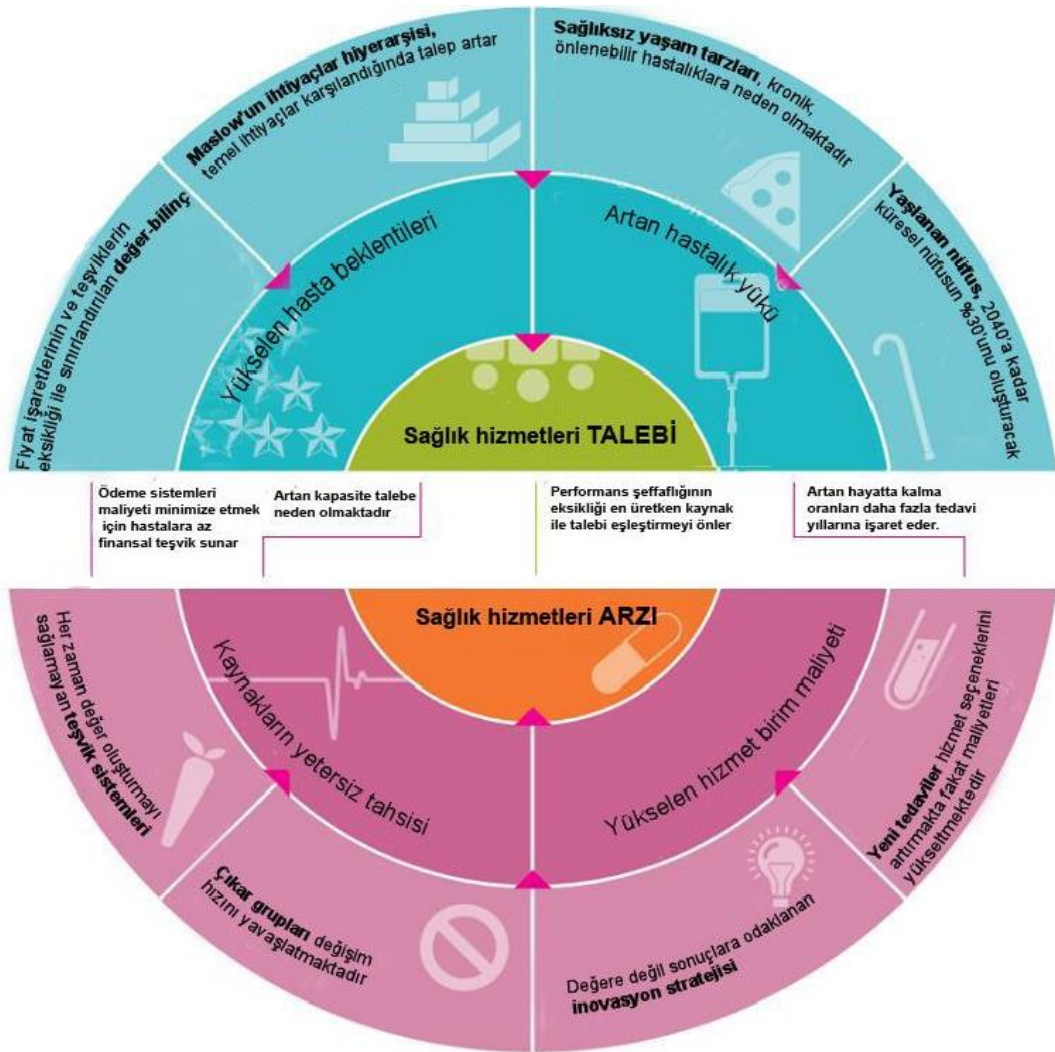 Maslow'un ihtiyaçlar hiyerarşisi,
temel ihtiyaçlar karşılandığında talep artar
Sağlıksız yaşam tarzları, kronik,
önlenebilir hastalıklara neden olmaktadır
Fiyat işaretlerinin ve teşviklerin
eksikliği ile sınırlandırılan değer-bilinç
Yaşlanan nüfus, 2040'a kadar
küresel nüfusun %30'unu oluşturacak
Yükselen hasta beklentileri
Artan hastalık yükü
Sağlık hizmetleri TALEBİ
Ödeme sistemleri
maliyeti minimize etmek
için hastalara az
finansal teşvik sunar
Artan kapasite talebe
neden olmaktadır
Performans şeffaflığının
eksikliği en üretken kaynak
ile talebi eşleştirmeyi önler
Artan hayatta kalma
oranları daha fazla tedavi
yıllarına işaret eder.
Sağlık hizmetleri ARZI
Kaynakların yetersiz tahsisi
Yükselen hizmet birim maliyeti
Her zaman değer oluşturmayı
sağlamayan teşvik sistemleri
Yeni tedaviler hizmet seçeneklerini
artırmakta fakat maliyetleri
yükseltmektedir
Çıkar grupları değişim
hızını yavaşlatmaktadır
Değere değil sonuçlara odaklanan
inovasyon stratejisi